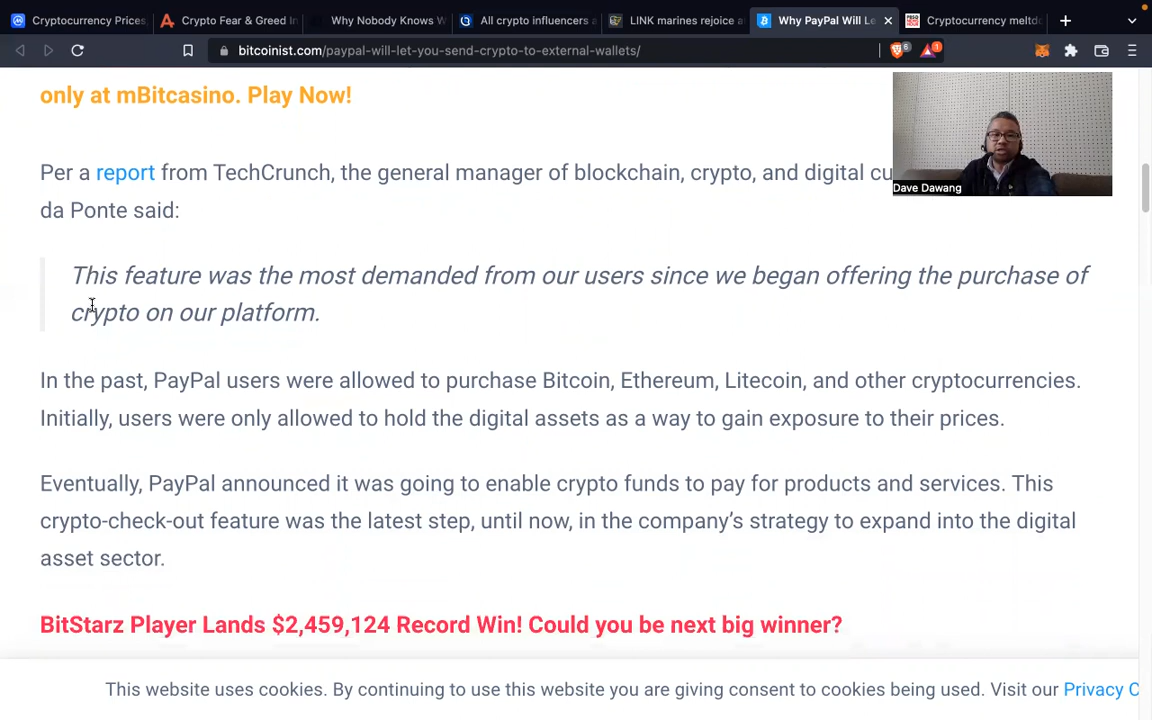 Cryptocurrency Prices,
Crypto Fear & Greed In
Why Nobody Knows W
All crypto influencers a
LINK marines rejoice a
Why PayPal Will Le
Cryptocurrency meltdo
bitcoinist.com/paypal-will-let-you-send-crypto-to-external-wallets/
6
1
only at mBitcasino. Play Now!
Dave Dawang
Per a report from TechCrunch, the general manager of blockchain, crypto, and digital cu
da Ponte said:
This feature was the most demanded from our users since we began offering the purchase of
crypto on our platform.
In the past, PayPal users were allowed to purchase Bitcoin, Ethereum, Litecoin, and other cryptocurrencies.
Initially, users were only allowed to hold the digital assets as a way to gain exposure to their prices.
Eventually, PayPal announced it was going to enable crypto funds to pay for products and services. This
crypto-check-out feature was the latest step, until now, in the company’s strategy to expand into the digital
asset sector.
BitStarz Player Lands $2,459,124 Record Win! Could you be next big winner?
This website uses cookies. By continuing to use this website you are giving consent to cookies being used. Visit our Privacy C